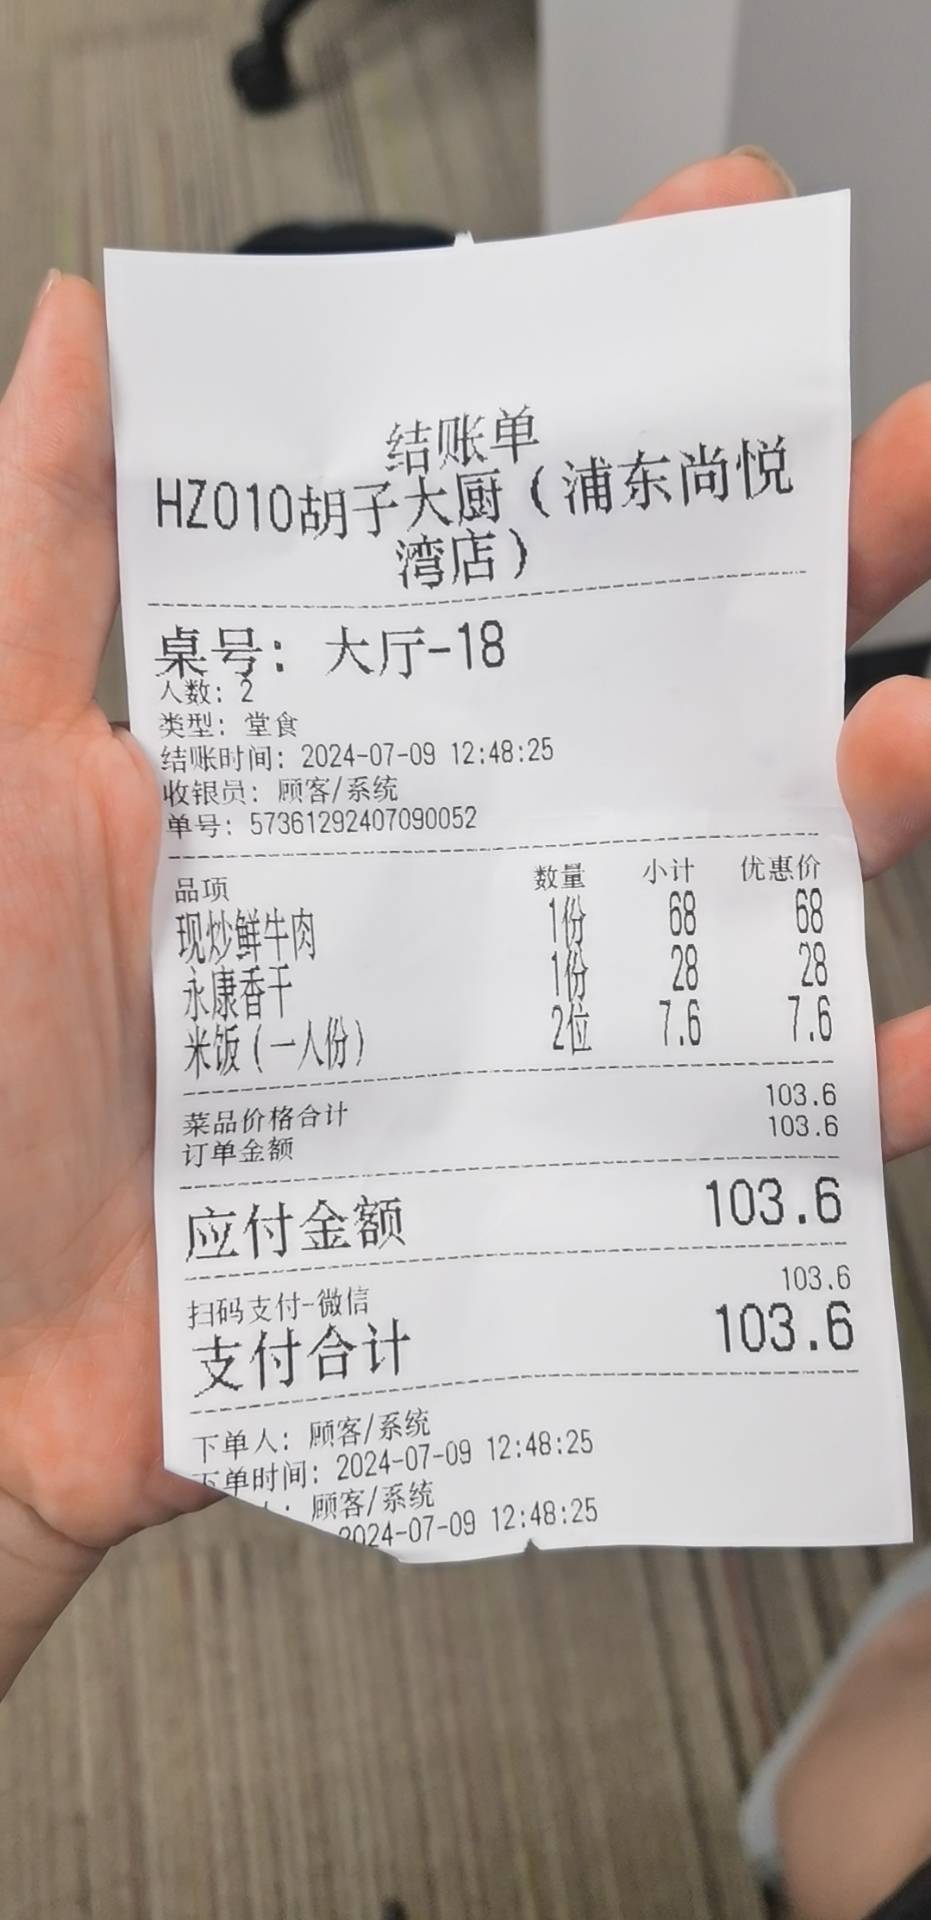 结账单
HZ010胡子大厨（浦东尚悦
湾店）
桌号：大厅-18
人数：2
类型：堂食
结账时间：2024-07-09 12:48:25
收银员：顾客/系统
单号：57361292407090052
品项 数量 小计 优惠价
现炒鲜牛肉 1份 68 68
永康香干 1份 28 28
米饭（一人份） 2位 7.6 7.6
菜品价格合计 103.6
订单金额 103.6
应付金额 103.6
扫码支付-微信 103.6
支付合计 103.6
下单人：顾客/系统
下单时间：2024-07-09 12:48:25
人：顾客/系统
2024-07-09 12:48:25